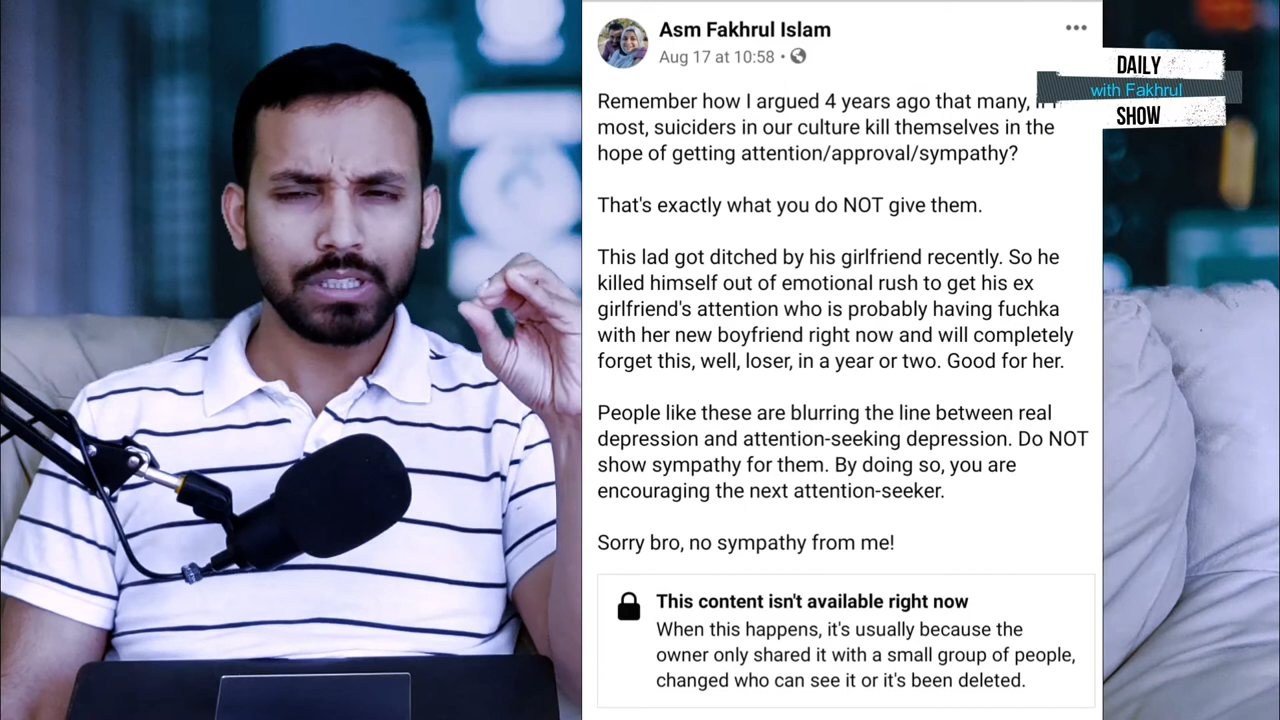 Asm Fakhrul Islam
Aug 17 at 10:58
Remember how I argued 4 years ago that many,
most, suiciders in our culture kill themselves in the
hope of getting attention/approval/sympathy?
That's exactly what you do NOT give them.
This lad got ditched by his girlfriend recently. So he
killed himself out of emotional rush to get his ex
girlfriend's attention who is probably having fuchka
with her new boyfriend right now and will completely
forget this, well, loser, in a year or two. Good for her.
People like these are blurring the line between real
depression and attention-seeking depression. Do NOT
show sympathy for them. By doing so, you are
encouraging the next attention-seeker.
Sorry bro, no sympathy from me!
This content isn't available right now
When this happens, it's usually because the
owner only shared it with a small group of people,
changed who can see it or it's been deleted.
DAILY
with Fakhrul
SHOW